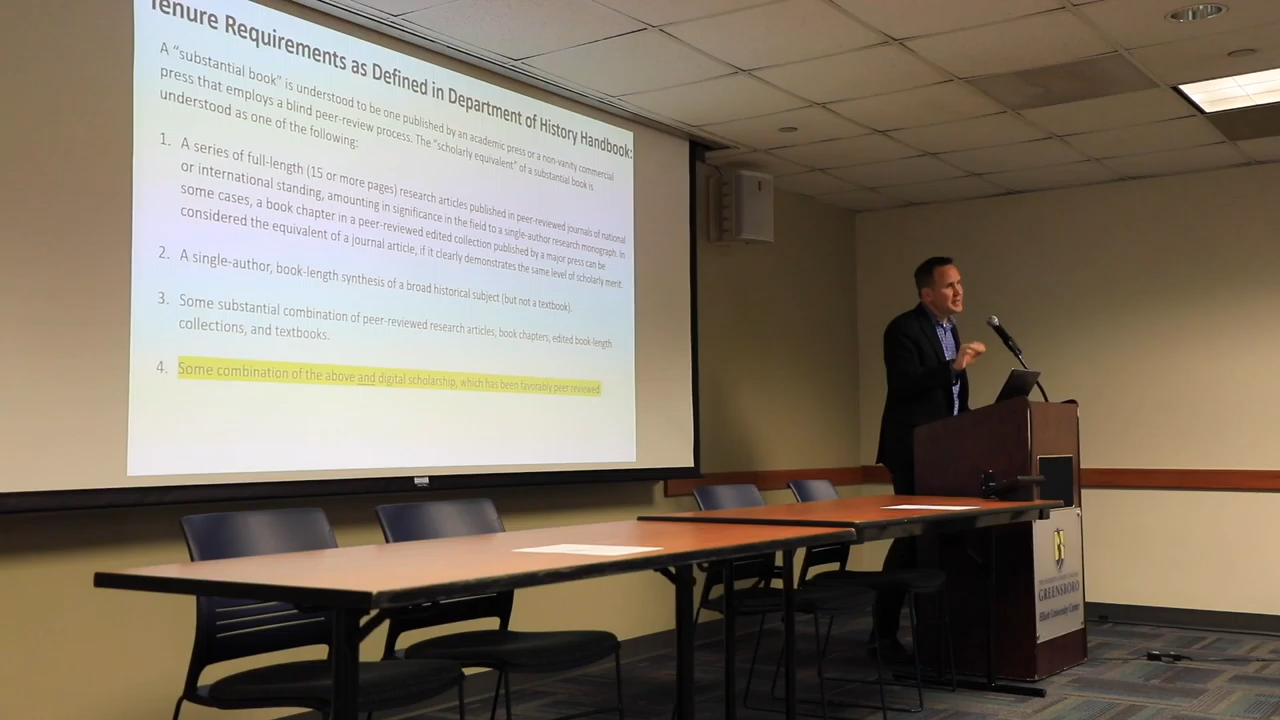 Tenure Requirements as Defined in Department of History Handbook:
A "substantial book" is understood to be one published by an academic press or a non-vanity commercial
press that employs a blind peer-review process. The "scholarly equivalent" of a substantial book is
understood as one of the following:
1. A series of full-length (15 or more pages) research articles published in peer-reviewed journals of national
or international standing, amounting in significance in the field to a single-author research monograph. In
some cases, a book chapter in a peer-reviewed edited collection published by a major press can be
considered the equivalent of a journal article, if it clearly demonstrates the same level of scholarly merit.
2. A single-author, book-length synthesis of a broad historical subject (but not a textbook).
3. Some substantial combination of peer-reviewed research articles, book chapters, edited book-length
collections, and textbooks.
4. Some combination of the above and digital scholarship, which has been favorably peer reviewed.
GREENSBORO
Elliott University Center